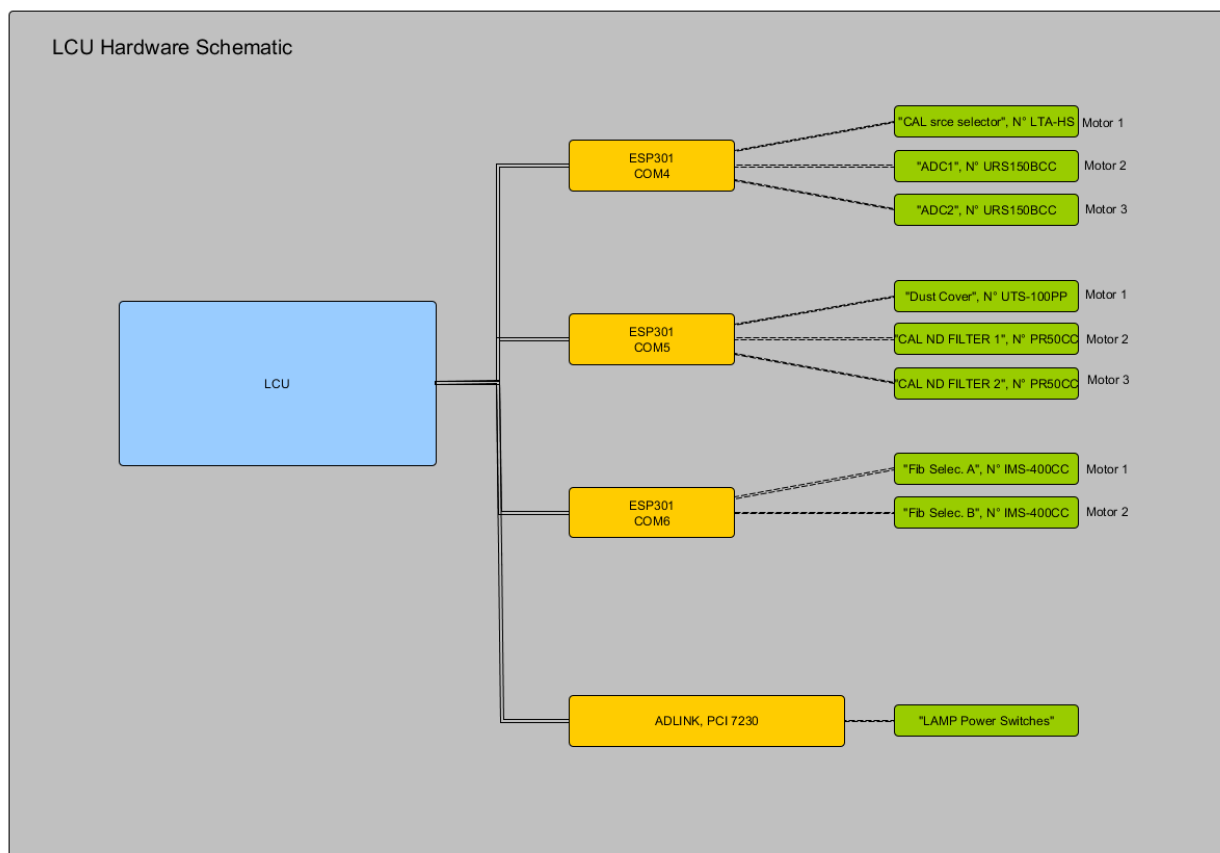 LCU Hardware Schematic
"CAL srce selector", N° LTA-HS
Motor 1
ESP301
COM4
"ADC1", N° URS150BCC
Motor 2
"ADC2", N° URS150BCC
Motor 3
"Dust Cover", N° UTS-100PP
Motor 1
ESP301
COM5
"CAL ND FILTER 1", N° PR50CC
Motor 2
LCU
"CAL ND FILTER 2", N° PR50CC
Motor 3
"Fib Selec. A", N° IMS-400CC
Motor 1
ESP301
COM6
"Fib Selec. B", N° IMS-400CC
Motor 2
ADLINK, PCI 7230
"LAMP Power Switches"